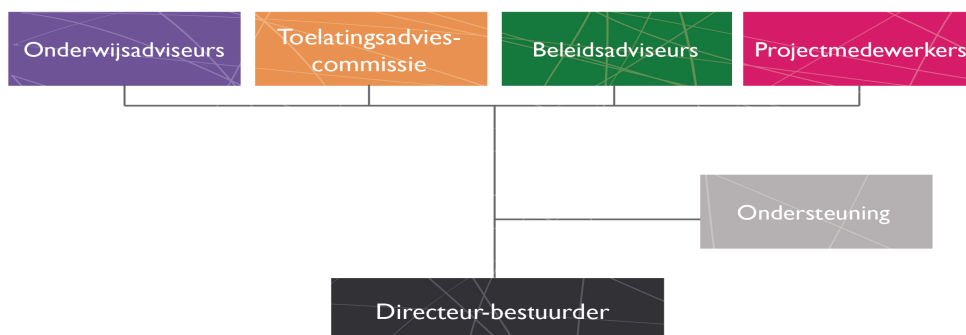 Onderwijsadviseurs
Toelatingsadvies-
commissie
Beleidsadviseurs
Projectmedewerkers
Ondersteuning
Directeur-bestuurder